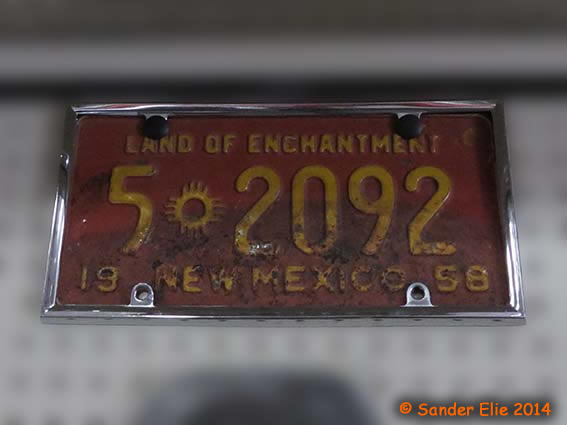 LAND OF ENCHANTMENT
5 2092
19 NEW MEXICO 58
© Sander Elie 2014